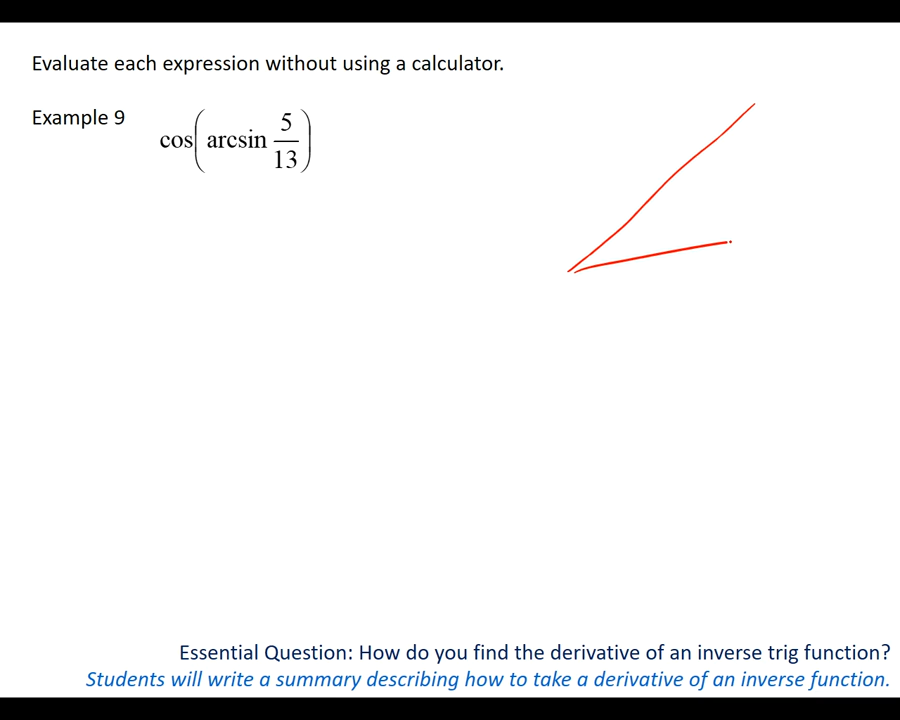 Evaluate each expression without using a calculator.
Example 9 cos(arcsin 5/13)
Essential Question: How do you find the derivative of an inverse trig function?
Students will write a summary describing how to take a derivative of an inverse function.